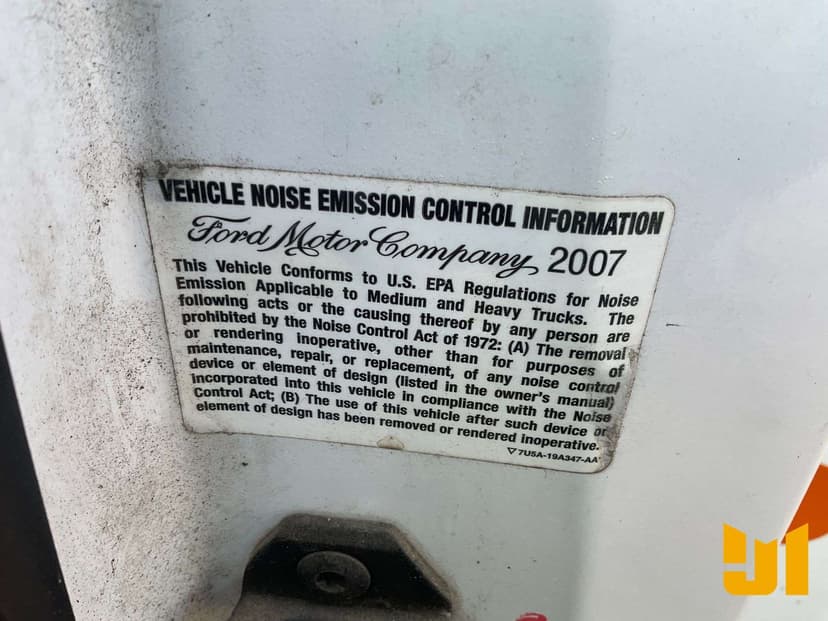 VEHICLE NOISE EMISSION CONTROL INFORMATION
Ford Motor Company 2007
This Vehicle Conforms to U.S. EPA Regulations for Noise
Emission Applicable to Medium and Heavy Trucks. The
following acts or the causing thereof by any person are
prohibited by the Noise Control Act of 1972: (A) The removal
or rendering inoperative, other than for purposes of
maintenance, repair, or replacement, of any noise control
device or element of design (listed in the owner's manual)
incorporated into this vehicle in compliance with the Noise
Control Act; (B) The use of this vehicle after such device or
element of design has been removed or rendered inoperative.
▽7U5A-19A347-AA